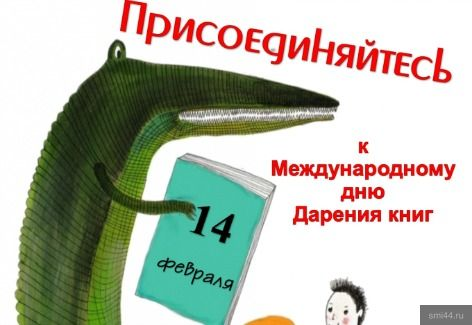 Присоединяйтесь
к
Международному
дню
Дарения книг
14
февраля
smi44.ru